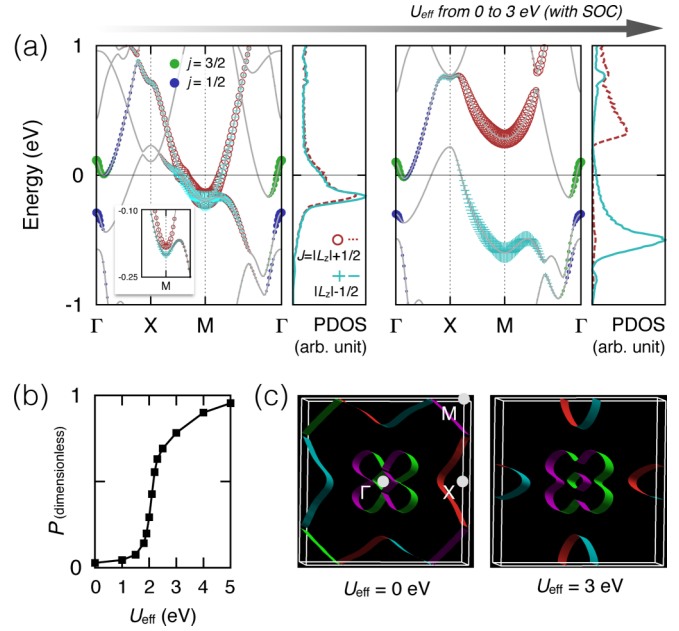 U_eff from 0 to 3 eV (with SOC)
(a)
Energy (eV)
1
0
-1
j = 3/2
j = 1/2
-0.10
-0.25
M
Γ X M Γ
J=|L_z|+1/2
|L_z|-1/2
PDOS
(arb. unit)
Γ X M Γ
PDOS
(arb. unit)
(b)
P (dimensionless)
1
0
0 1 2 3 4 5
U_eff (eV)
(c)
M
Γ
X
U_eff = 0 eV
U_eff = 3 eV